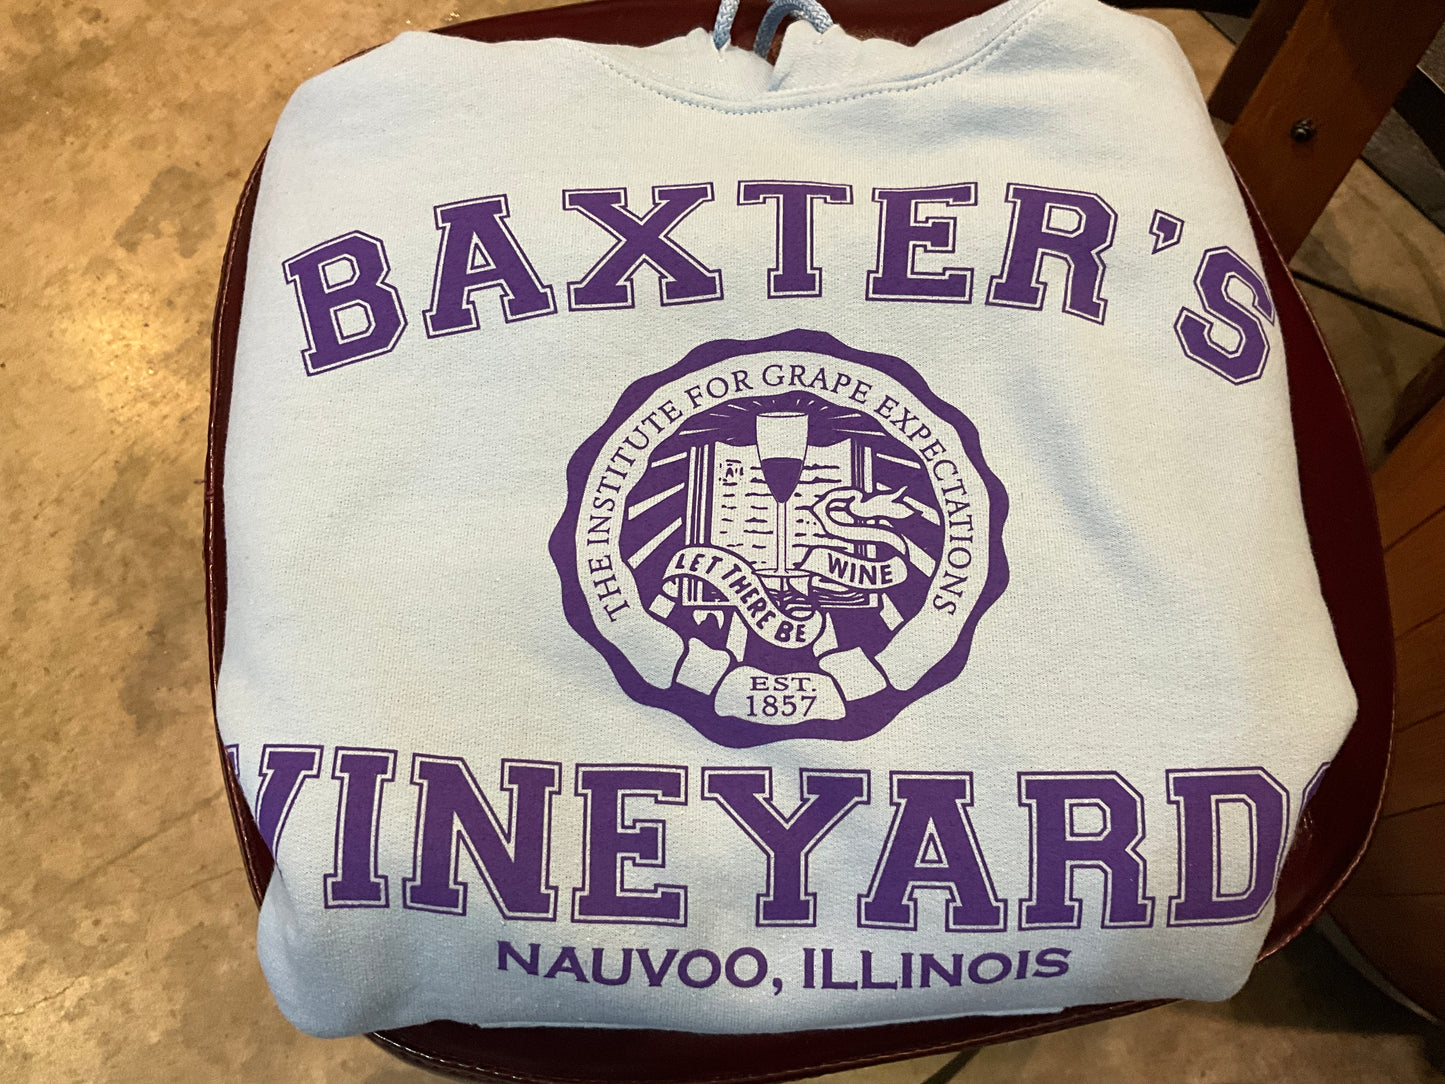 BAXTER'S
THE INSTITUTE FOR GRAPE EXPECTATIONS
LET THERE BE WINE
EST.
1857
VINEYARDS
NAUVOO, ILLINOIS